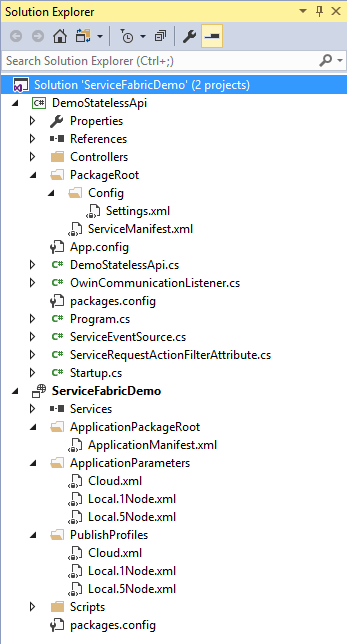 Solution Explorer
Search Solution Explorer (Ctrl+;)
Solution 'ServiceFabricDemo' (2 projects)
C# DemoStatelessApi
Properties
References
Controllers
PackageRoot
Config
Settings.xml
ServiceManifest.xml
App.config
C# DemoStatelessApi.cs
C# OwinCommunicationListener.cs
packages.config
C# Program.cs
C# ServiceEventSource.cs
C# ServiceRequestActionFilterAttribute.cs
C# Startup.cs
ServiceFabricDemo
Services
ApplicationPackageRoot
ApplicationManifest.xml
ApplicationParameters
Cloud.xml
Local.1Node.xml
Local.5Node.xml
PublishProfiles
Cloud.xml
Local.1Node.xml
Local.5Node.xml
Scripts
packages.config